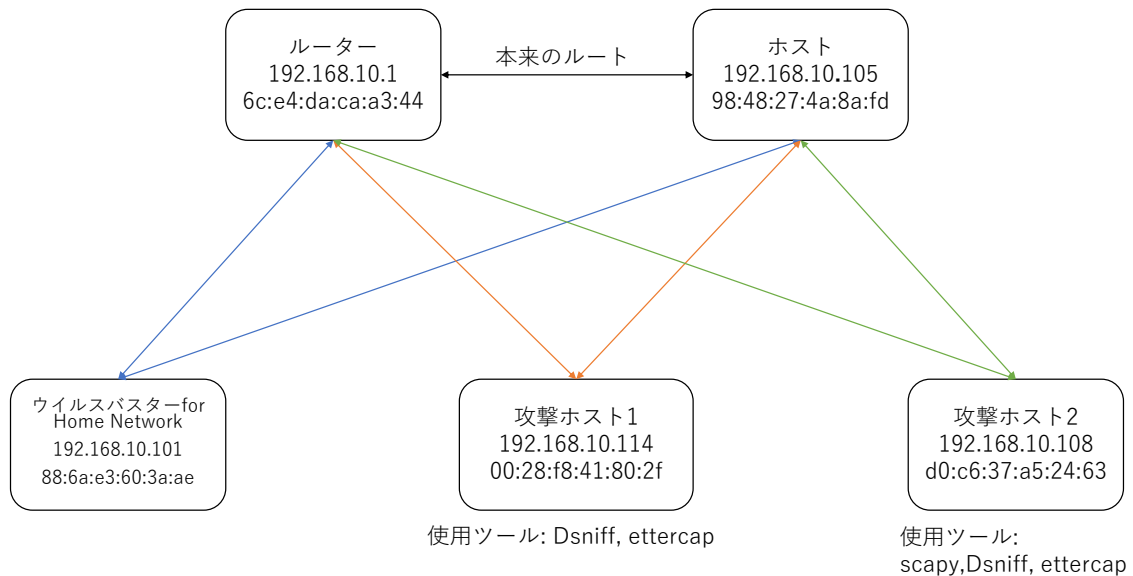 ルーター
192.168.10.1
6c:e4:da:ca:a3:44
本来のルート
ホスト
192.168.10.105
98:48:27:4a:8a:fd
ウイルスバスターfor
Home Network
192.168.10.101
88:6a:e3:60:3a:ae
攻撃ホスト1
192.168.10.114
00:28:f8:41:80:2f
攻撃ホスト2
192.168.10.108
d0:c6:37:a5:24:63
使用ツール: Dsniff, ettercap
使用ツール:
scapy,Dsniff, ettercap